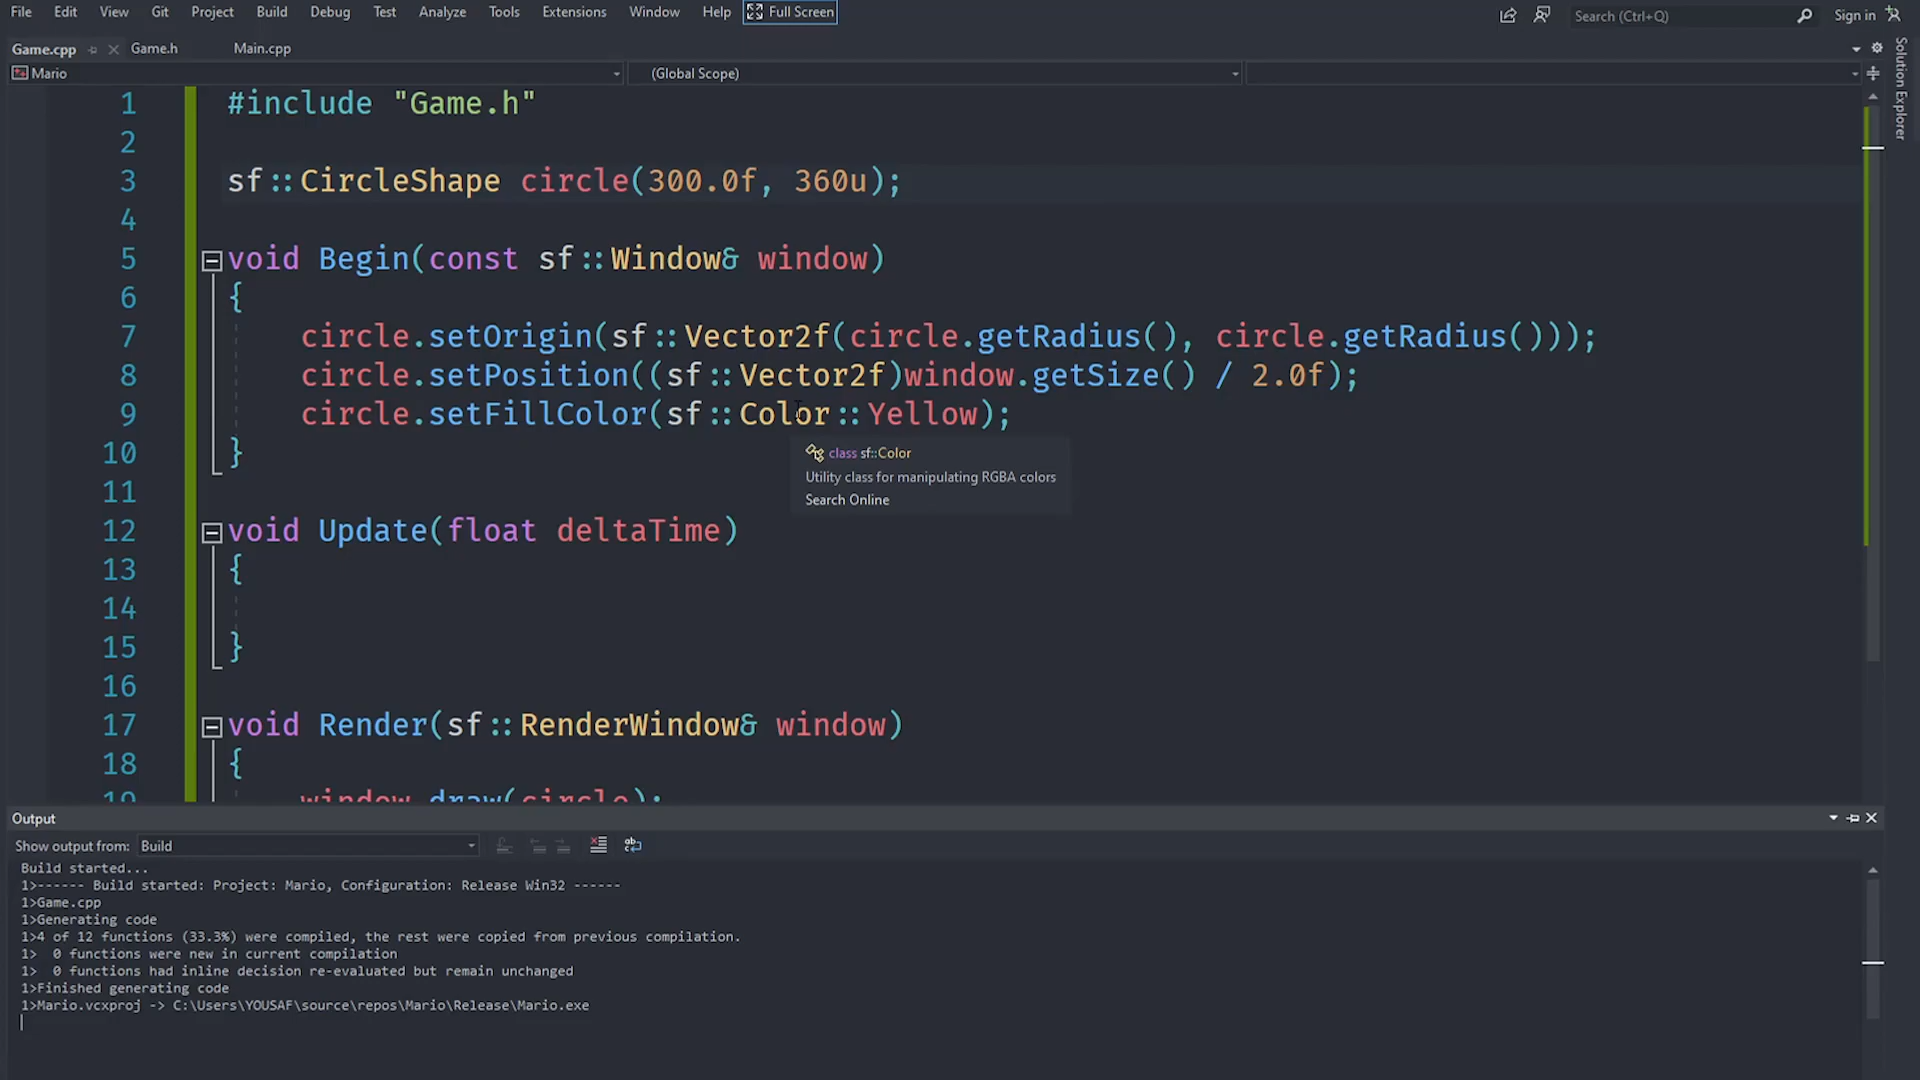 File Edit View Git Project Build Debug Test Analyze Tools Extensions Window Help Full Screen Search (Ctrl+Q) Sign in
Game.cpp Game.h Main.cpp
Mario (Global Scope)
Solution Explorer
1 #include "Game.h"
2
3 sf::CircleShape circle(300.0f, 360u);
4
5 void Begin(const sf::Window& window)
6 {
7 circle.setOrigin(sf::Vector2f(circle.getRadius(), circle.getRadius()));
8 circle.setPosition((sf::Vector2f)window.getSize() / 2.0f);
9 circle.setFillColor(sf::Color::Yellow);
10 }
class sf::Color
Utility class for manipulating RGBA colors
Search Online
11
12 void Update(float deltaTime)
13 {
14
15 }
16
17 void Render(sf::RenderWindow& window)
18 {
19 window.draw(circle);
Output
Show output from: Build
Build started...
1>------ Build started: Project: Mario, Configuration: Release Win32 ------
1>Game.cpp
1>Generating code
1>4 of 12 functions (33.3%) were compiled, the rest were copied from previous compilation.
1>  0 functions were new in current compilation
1>  0 functions had inline decision re-evaluated but remain unchanged
1>Finished generating code
1>Mario.vcxproj -> C:\Users\YOUSAF\source\repos\Mario\Release\Mario.exe